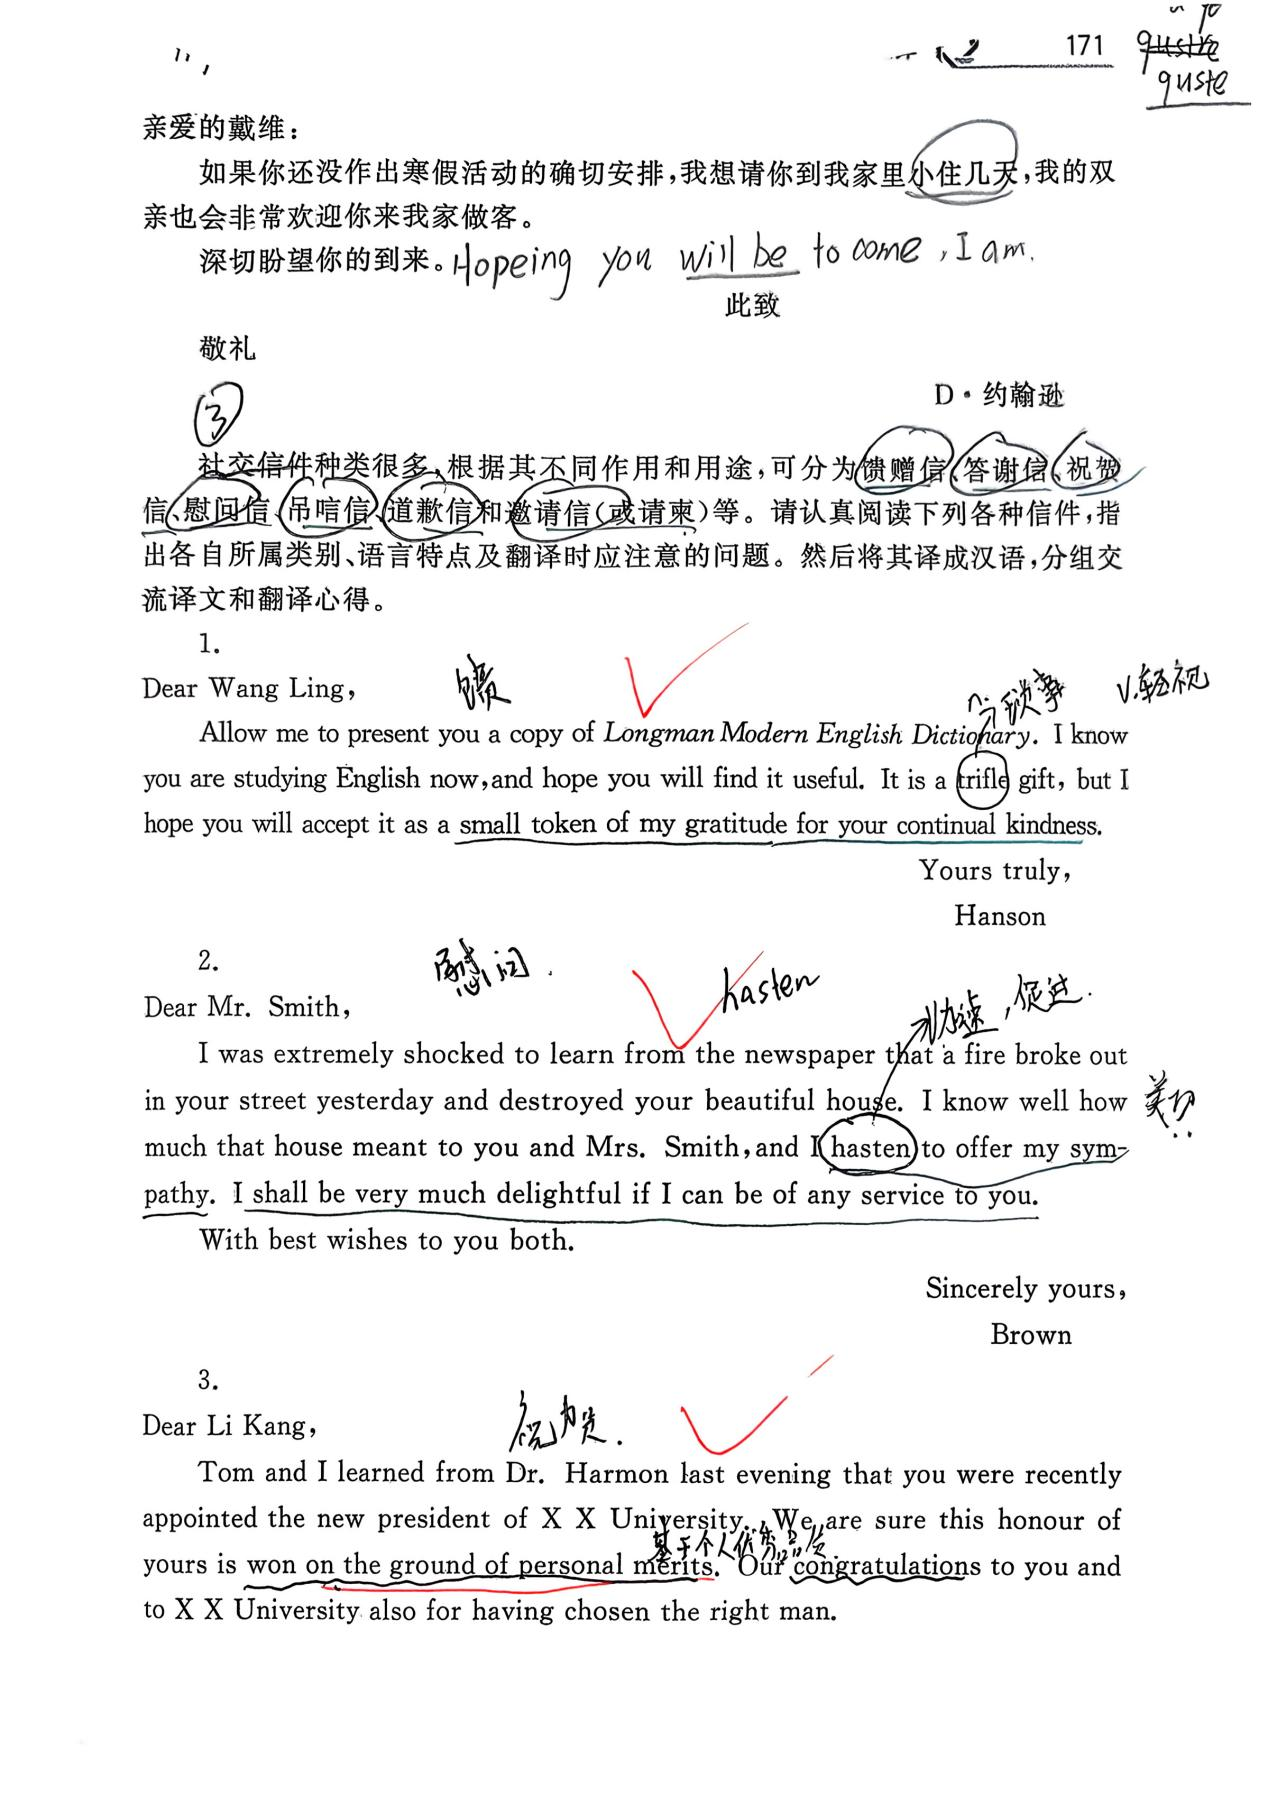 171
quste
quste
亲爱的戴维：
如果你还没作出寒假活动的确切安排，我想请你到我家里小住几天，我的双
亲也会非常欢迎你来我家做客。
深切盼望你的到来。Hopeing you will be to come, I am.
此致
敬礼
D·约翰逊
③
社交信件种类很多，根据其不同作用和用途，可分为馈赠信、答谢信、祝贺
信、慰问信、吊唁信、道歉信和邀请信(或请柬)等。请认真阅读下列各种信件，指
出各自所属类别、语言特点及翻译时应注意的问题。然后将其译成汉语，分组交
流译文和翻译心得。
1.
馈
n.琐事 v.轻视
Dear Wang Ling,
Allow me to present you a copy of Longman Modern English Dictionary. I know
you are studying English now,and hope you will find it useful. It is a trifle gift, but I
hope you will accept it as a small token of my gratitude for your continual kindness.
Yours truly,
Hanson
2.
慰问.
hasten
加速，促进.
Dear Mr. Smith,
I was extremely shocked to learn from the newspaper that a fire broke out
in your street yesterday and destroyed your beautiful house. I know well how
much that house meant to you and Mrs. Smith,and I hasten to offer my sym-
pathy. I shall be very much delightful if I can be of any service to you.
With best wishes to you both.
Sincerely yours,
Brown
3.
祝贺.
Dear Li Kang,
Tom and I learned from Dr. Harmon last evening that you were recently
appointed the new president of X X University. We are sure this honour of
基于个人优秀品质
yours is won on the ground of personal merits. Our congratulations to you and
to X X University also for having chosen the right man.